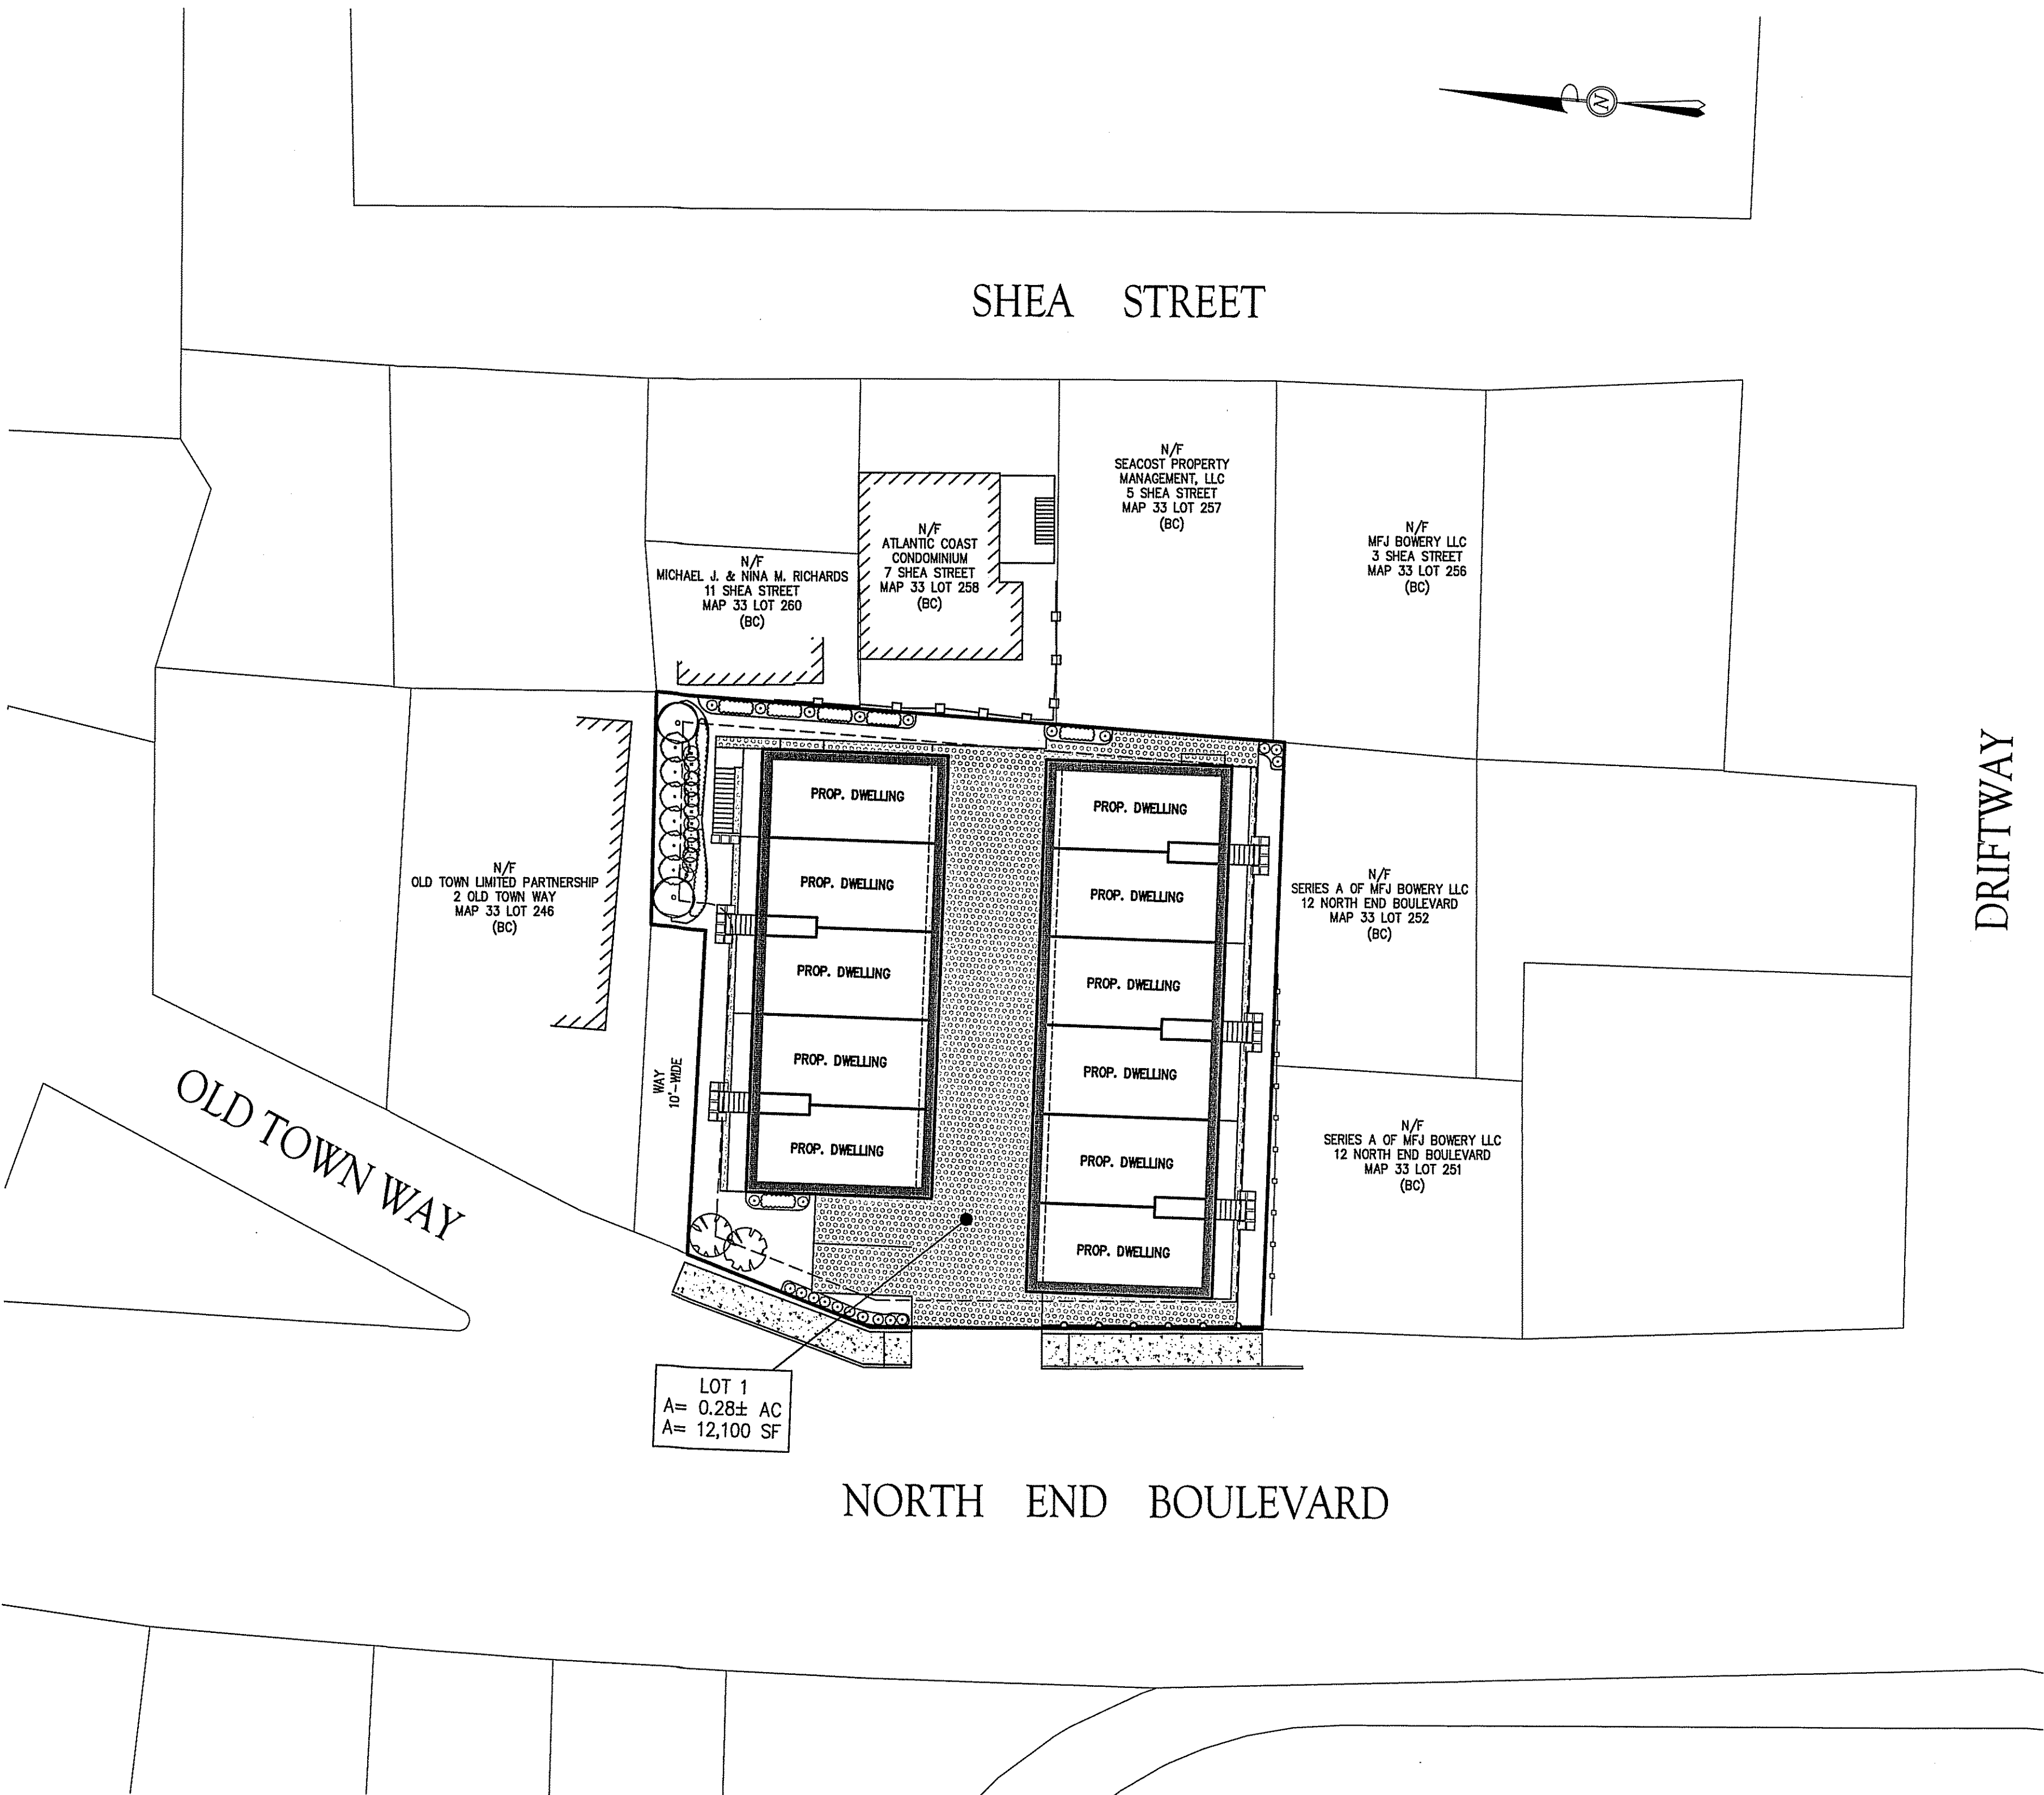 N
SHEA STREET
N/F
SEACOST PROPERTY
MANAGEMENT, LLC
5 SHEA STREET
MAP 33 LOT 257
(BC)
N/F
MFJ BOWERY LLC
3 SHEA STREET
MAP 33 LOT 256
(BC)
N/F
ATLANTIC COAST
CONDOMINIUM
7 SHEA STREET
MAP 33 LOT 258
(BC)
N/F
MICHAEL J. & NINA M. RICHARDS
11 SHEA STREET
MAP 33 LOT 260
(BC)
DRIFTWAY
N/F
OLD TOWN LIMITED PARTNERSHIP
2 OLD TOWN WAY
MAP 33 LOT 246
(BC)
PROP. DWELLING
PROP. DWELLING
PROP. DWELLING
PROP. DWELLING
PROP. DWELLING
PROP. DWELLING
PROP. DWELLING
PROP. DWELLING
PROP. DWELLING
PROP. DWELLING
PROP. DWELLING
N/F
SERIES A OF MFJ BOWERY LLC
12 NORTH END BOULEVARD
MAP 33 LOT 252
(BC)
N/F
SERIES A OF MFJ BOWERY LLC
12 NORTH END BOULEVARD
MAP 33 LOT 251
(BC)
WAY
10'-WIDE
OLD TOWN WAY
LOT 1
A= 0.28± AC
A= 12,100 SF
NORTH END BOULEVARD